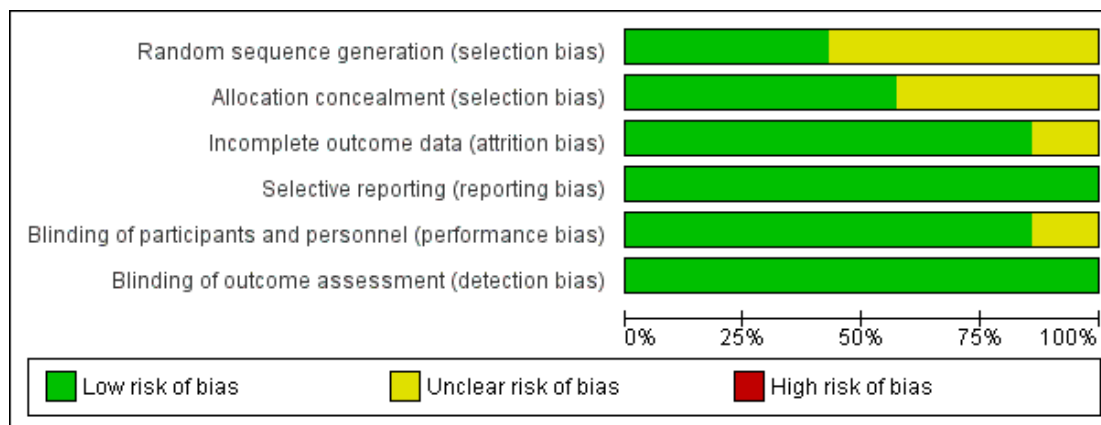 Random sequence generation (selection bias)
Allocation concealment (selection bias)
Incomplete outcome data (attrition bias)
Selective reporting (reporting bias)
Blinding of participants and personnel (performance bias)
Blinding of outcome assessment (detection bias)
0% 25% 50% 75% 100%
Low risk of bias Unclear risk of bias High risk of bias